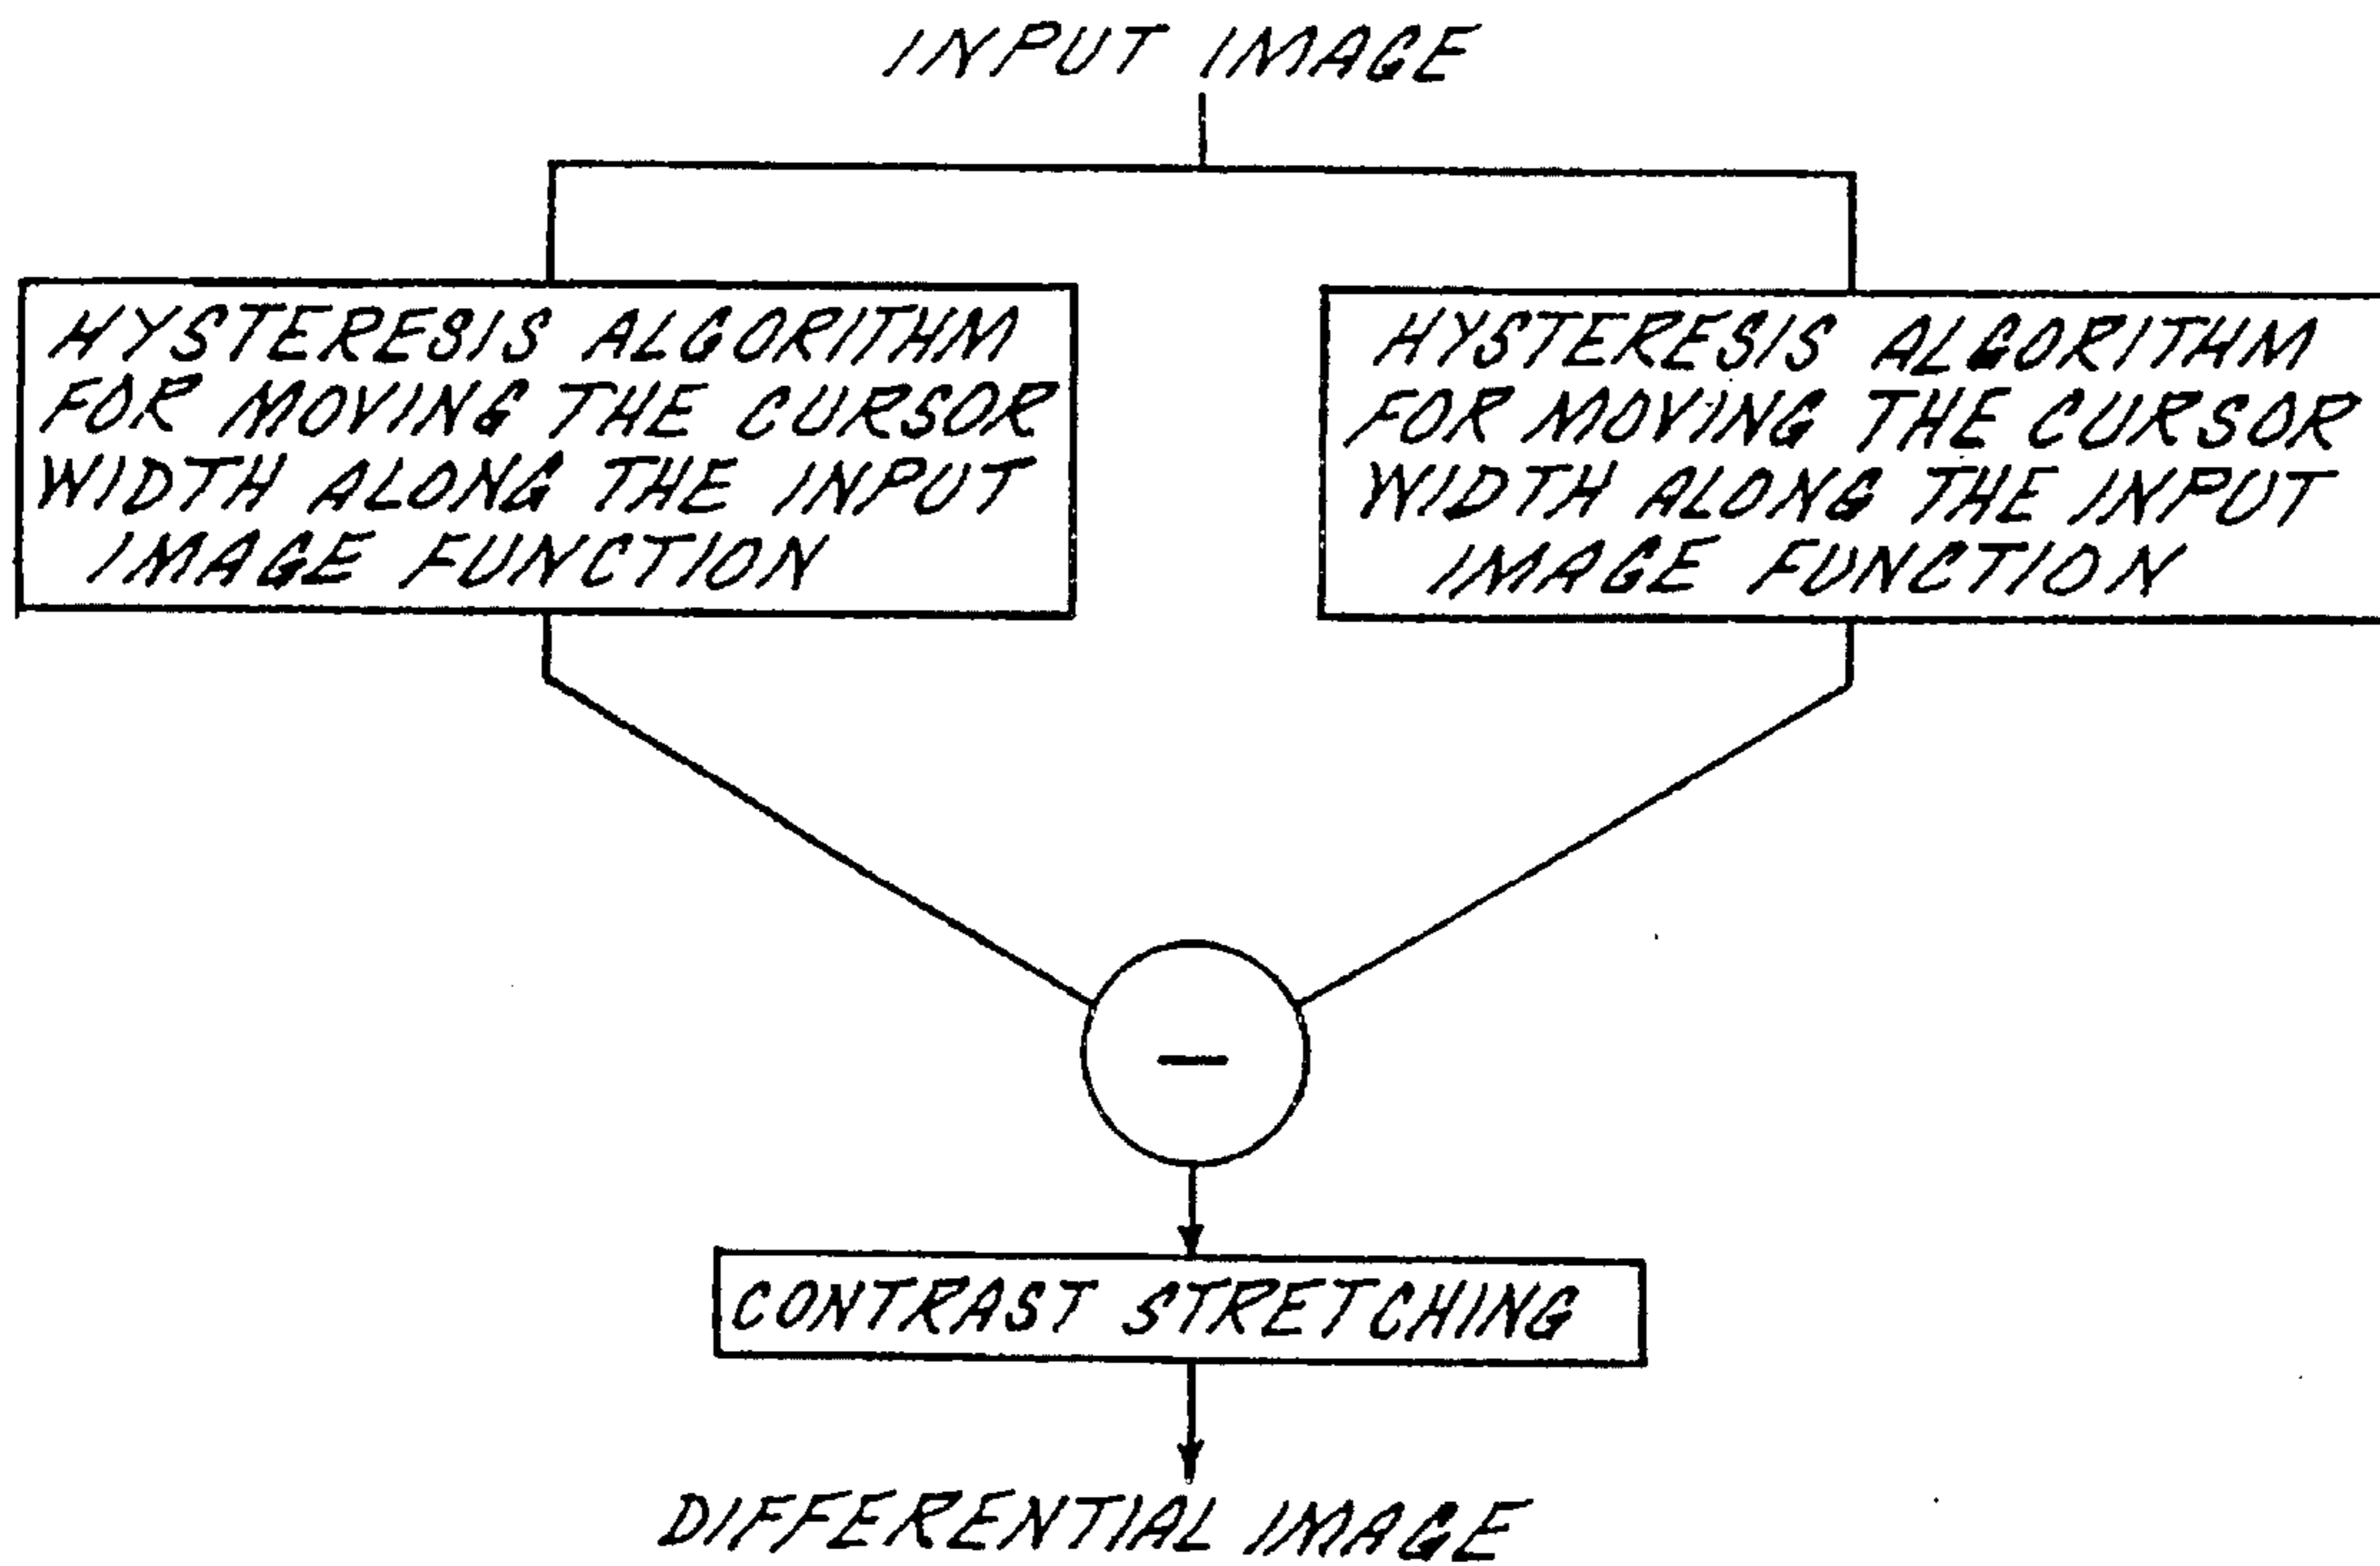 INPUT IMAGE
HYSTERESIS ALGORITHM
FOR MOVING THE CURSOR
WIDTH ALONG THE INPUT
IMAGE FUNCTION
HYSTERESIS ALGORITHM
FOR MOVING THE CURSOR
WIDTH ALONG THE INPUT
IMAGE FUNCTION
−
CONTRAST STRETCHING
DIFFERENTIAL IMAGE